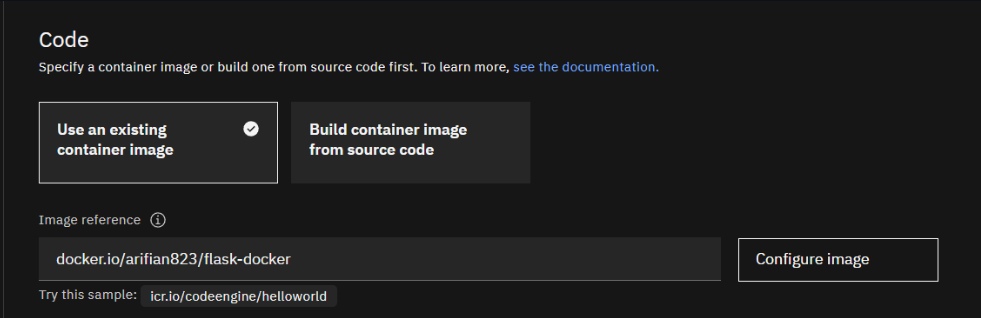 Code
Specify a container image or build one from source code first. To learn more, see the documentation.
Use an existing
container image
Build container image
from source code
Image reference
docker.io/arifian823/flask-docker
Configure image
Try this sample: icr.io/codeengine/helloworld